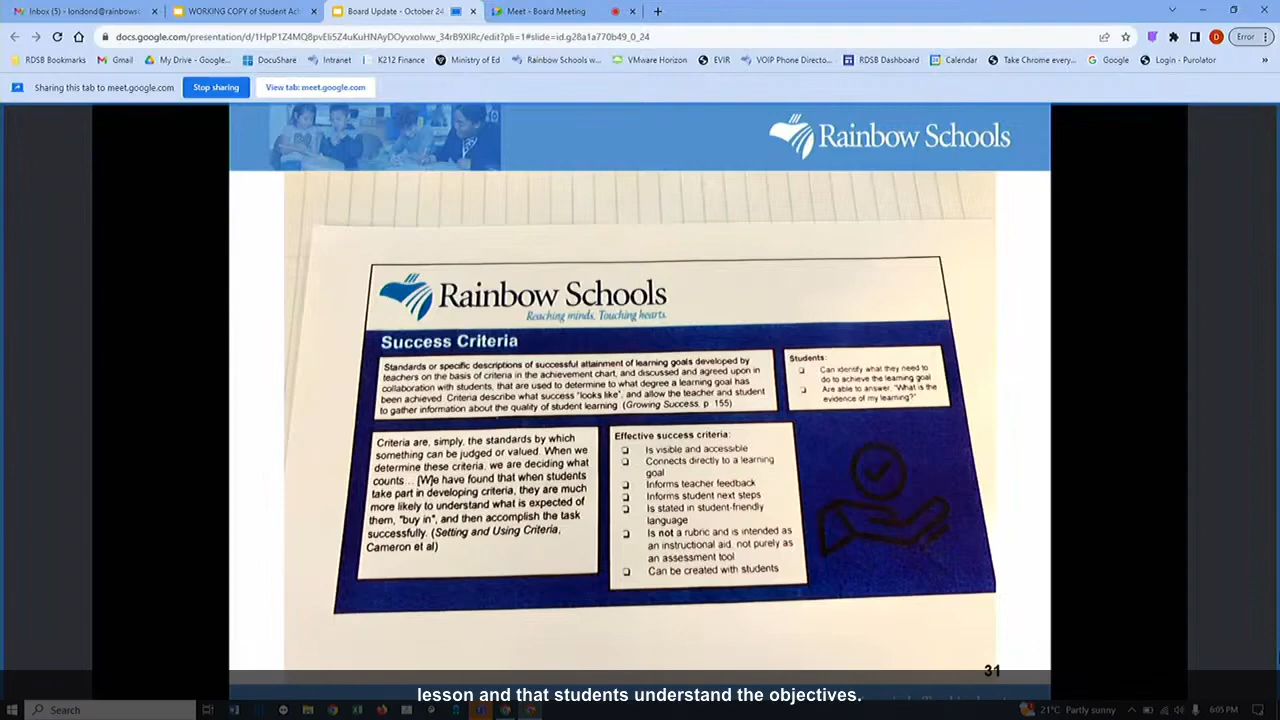 Inbox (5) - londond@rainbows
WORKING COPY of Student Ac
Board Update - October 24
Meet - Board Meeting
docs.google.com/presentation/d/1HpP1Z4MQ8pvEli5Z4uKuHNAyDOyvxolww_34rB9XlRc/edit?pli=1#slide=id.g28a1a770b49_0_24
D
Error
RDSB Bookmarks
Gmail
My Drive - Google...
DocuShare
Intranet
K212 Finance
Ministry of Ed
Rainbow Schools w...
VMware Horizon
EVIR
VOIP Phone Directo...
RDSB Dashboard
Calendar
Take Chrome every...
Google
Login - Purolator
»
Sharing this tab to meet.google.com
Stop sharing
View tab: meet.google.com
Rainbow Schools
Rainbow Schools
Reaching minds. Touching hearts.
Success Criteria
Standards or specific descriptions of successful attainment of learning goals developed by
teachers on the basis of criteria in the achievement chart, and discussed and agreed upon in
collaboration with students, that are used to determine to what degree a learning goal has
been achieved. Criteria describe what success "looks like", and allow the teacher and student
to gather information about the quality of student learning (Growing Success, p 155)
Students:
Can identify what they need to
do to achieve the learning goal
Are able to answer, "What is the
evidence of my learning?"
Criteria are, simply, the standards by which
something can be judged or valued. When we
determine these criteria, we are deciding what
counts... [W]e have found that when students
take part in developing criteria, they are much
more likely to understand what is expected of
them, "buy in", and then accomplish the task
successfully. (Setting and Using Criteria,
Cameron et al)
Effective success criteria:
Is visible and accessible
Connects directly to a learning
goal
Informs teacher feedback
Informs student next steps
Is stated in student-friendly
language
Is not a rubric and is intended as
an instructional aid, not purely as
an assessment tool
Can be created with students
31
lesson and that students understand the objectives.
Search
21°C Partly sunny
6:05 PM